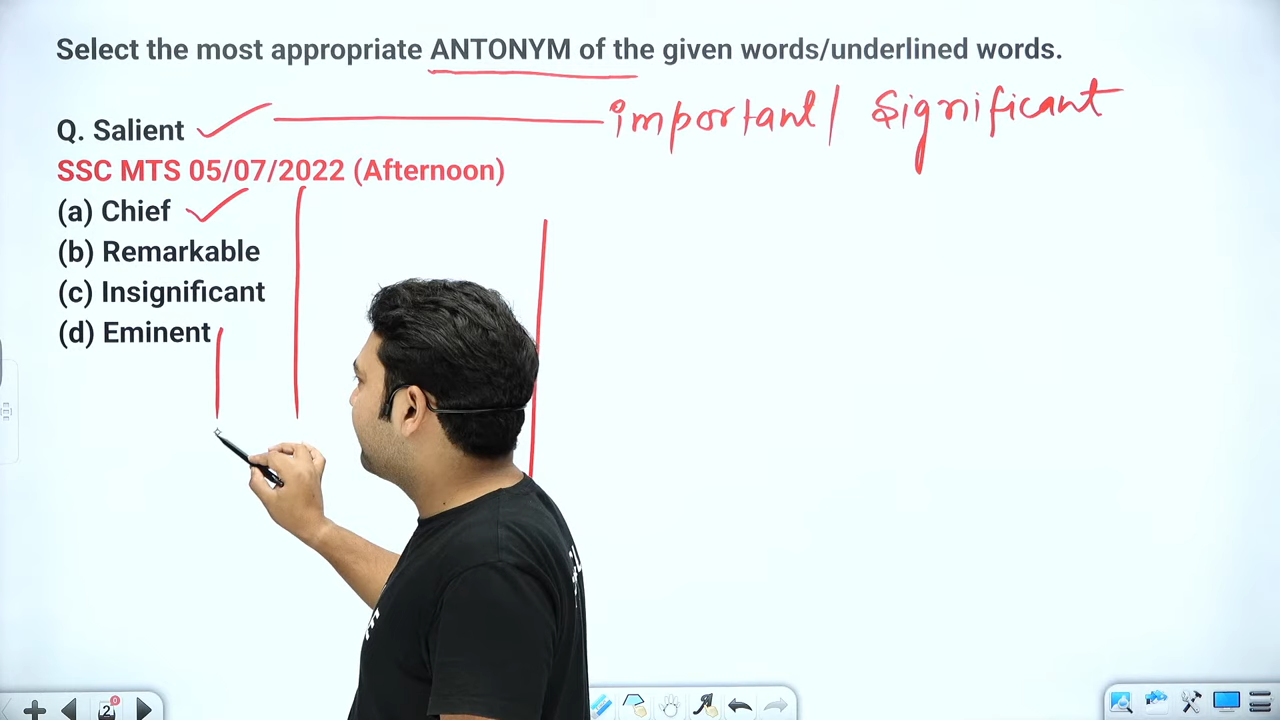 Select the most appropriate ANTONYM of the given words/underlined words.
Q. Salient important/ Significant
SSC MTS 05/07/2022 (Afternoon)
(a) Chief
(b) Remarkable
(c) Insignificant
(d) Eminent
2